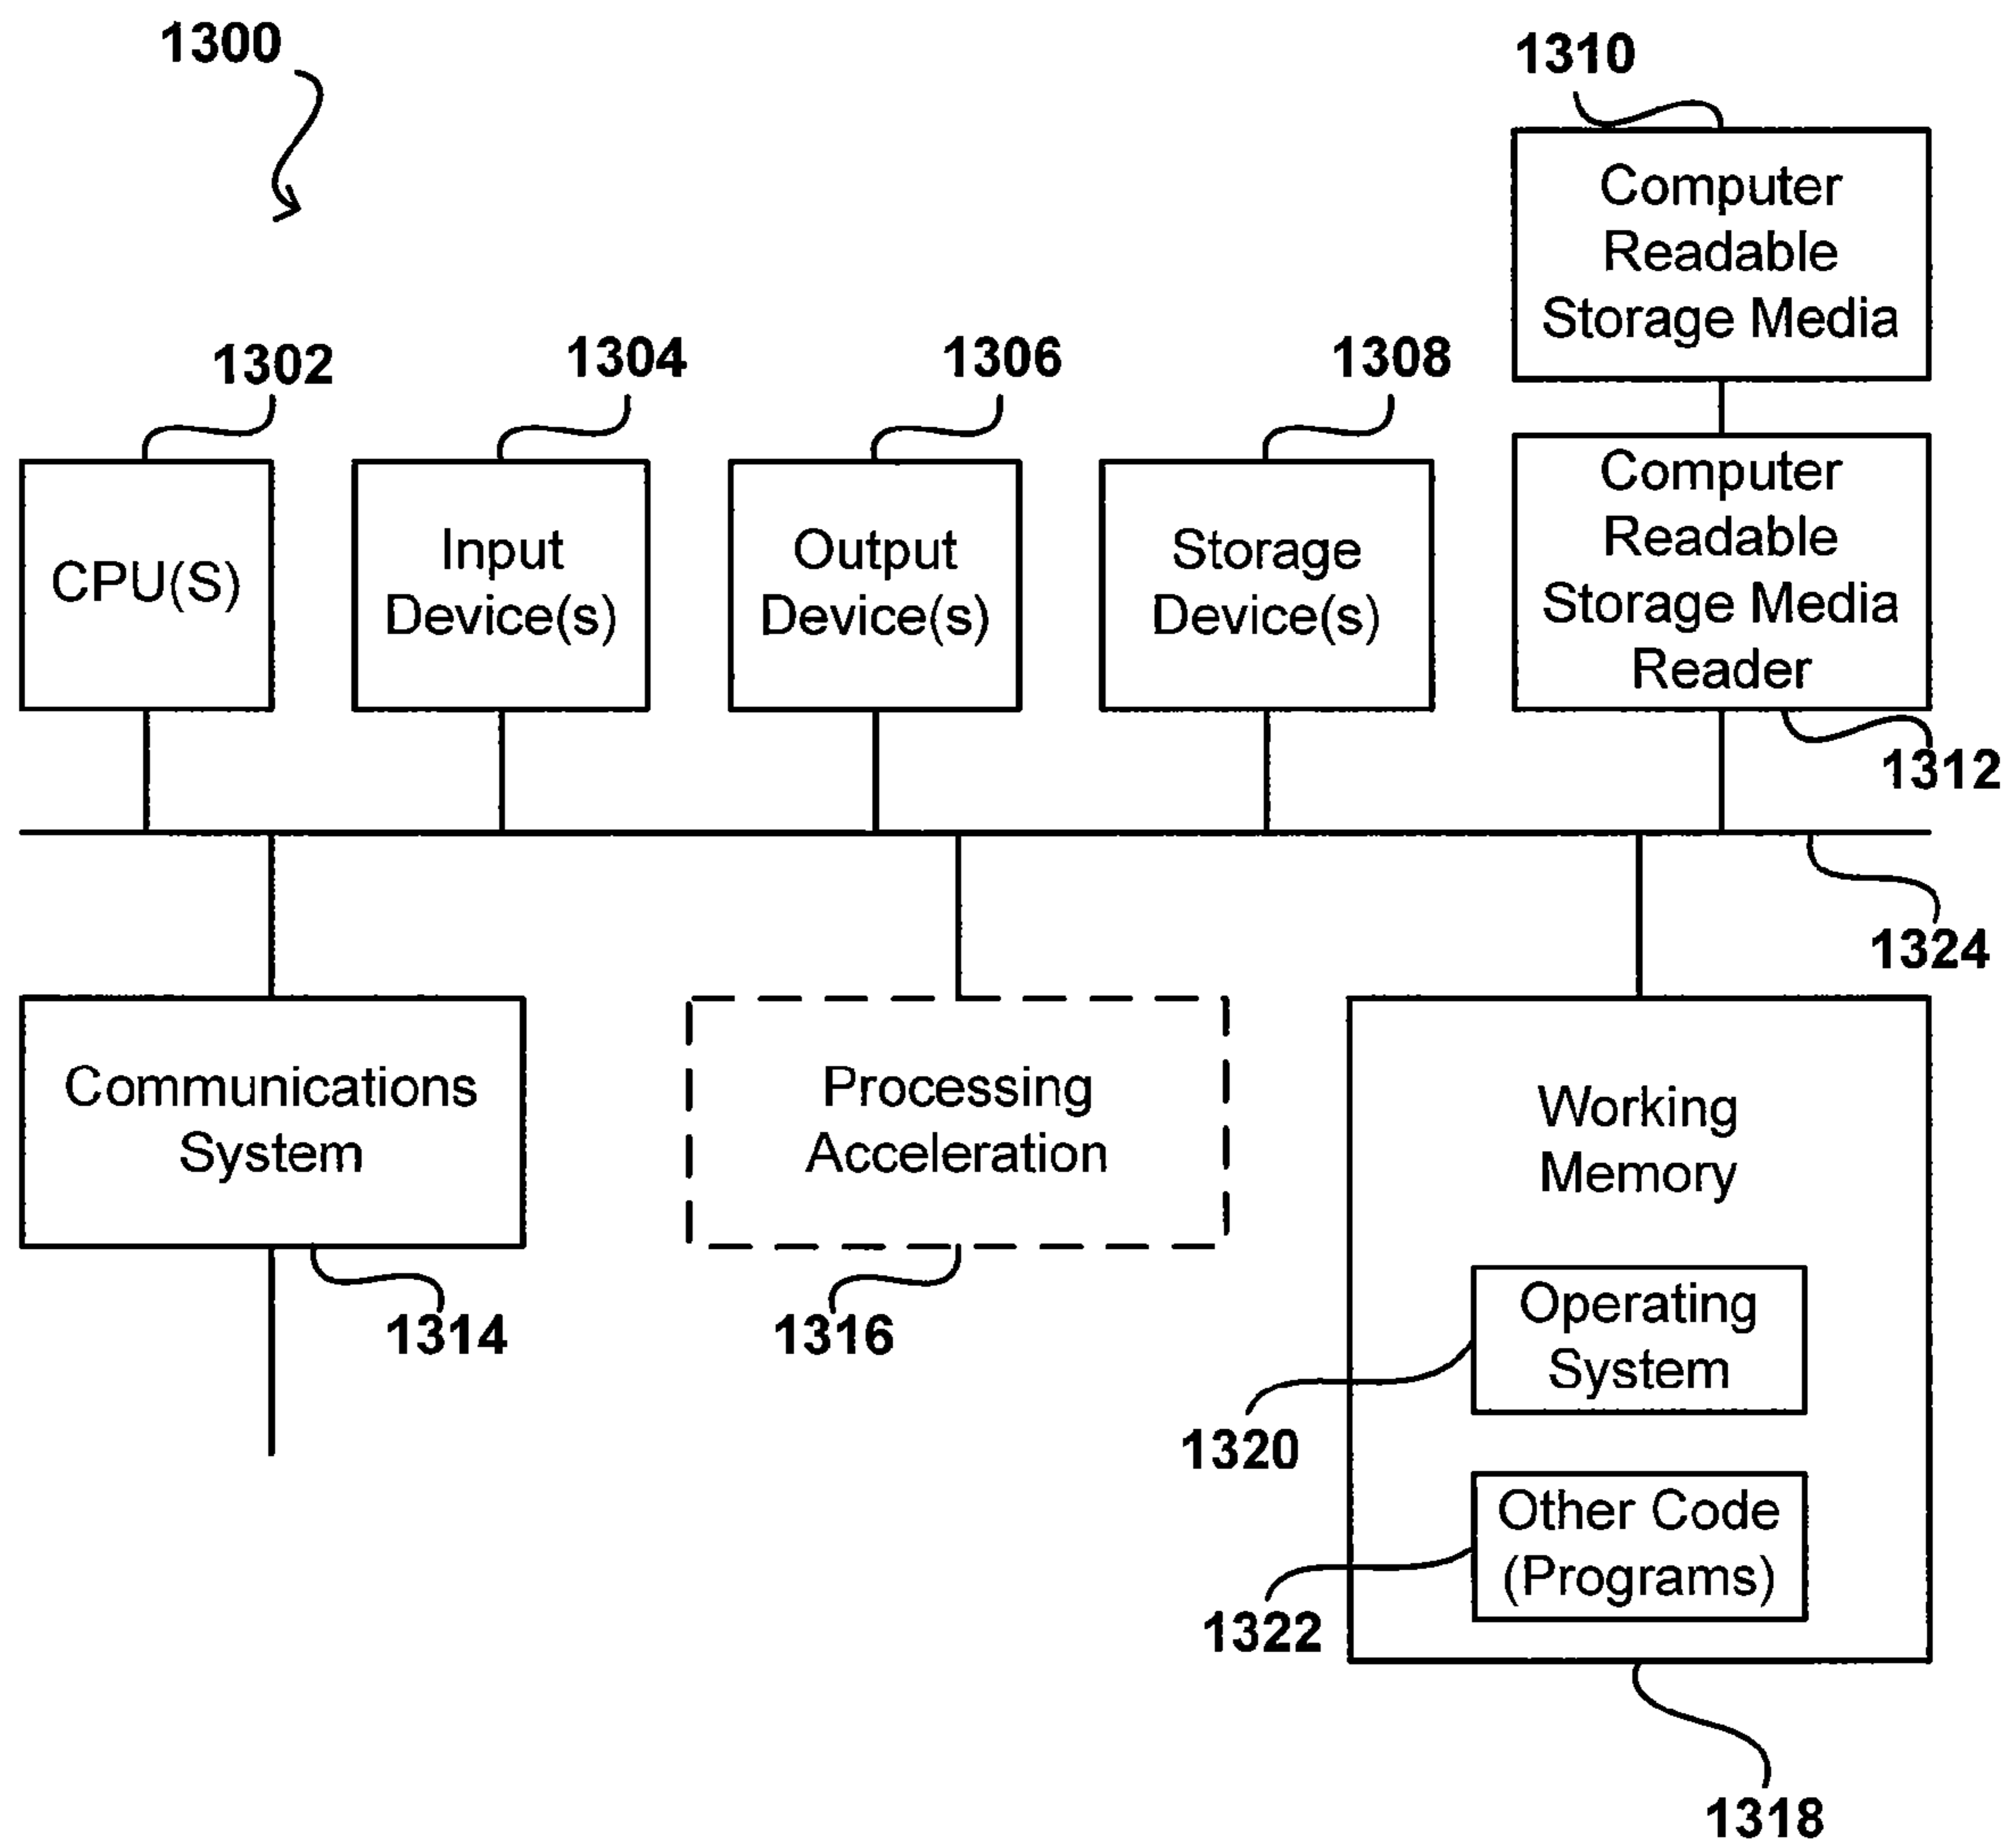 1300
1310
Computer
Readable
Storage Media
1302
1304
1306
1308
CPU(S)
Input
Device(s)
Output
Device(s)
Storage
Device(s)
Computer
Readable
Storage Media
Reader
1312
1324
Communications
System
Processing
Acceleration
Working
Memory
1314
1316
Operating
System
1320
Other Code
(Programs)
1322
1318